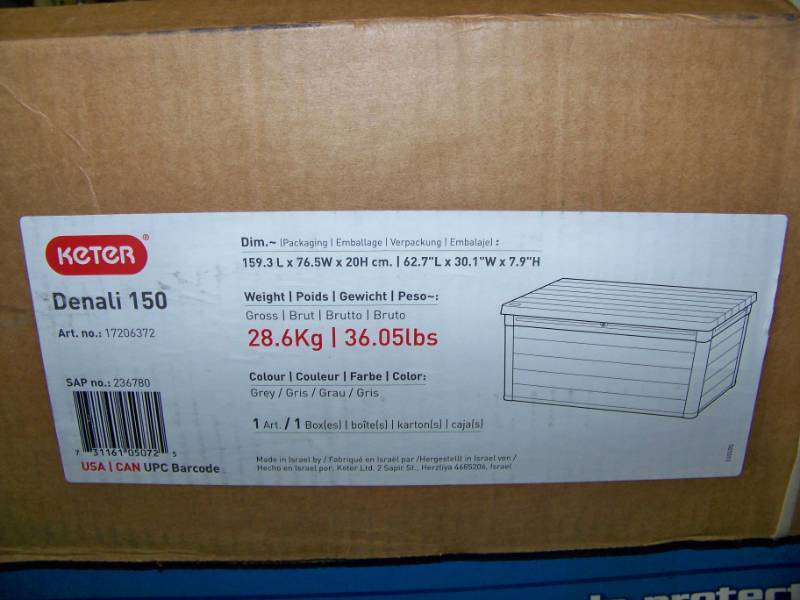 KETER®
Denali 150
Art. no.: 17206372
SAP no.: 236780
7 31161 05072 5
USA | CAN UPC Barcode
Dim.~ (Packaging | Emballage | Verpackung | Embalaje) :
159.3 L x 76.5W x 20H cm. | 62.7"L x 30.1"W x 7.9"H
Weight | Poids | Gewicht | Peso~:
Gross | Brut | Brutto | Bruto
28.6Kg | 36.05lbs
Colour | Couleur | Farbe | Color:
Grey / Gris / Grau / Gris
1 Art. / 1 Box(es) | boîte(s) | karton(s) | caja(s)
Made in Israel by / Fabriqué en Israël par /Hergestellt in Israel von /
Hecho en Israel por: Keter Ltd. 2 Sapir St., Herzliya 4685206, Israel
protect